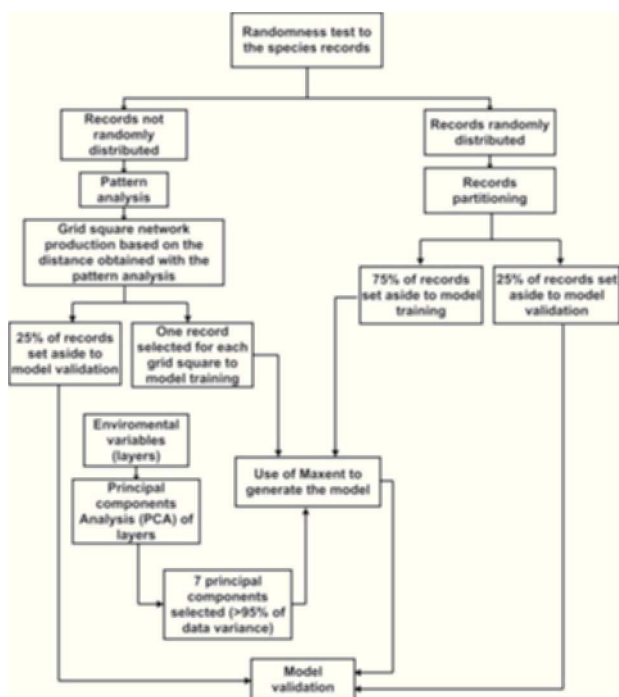 Randomness test to
the species records
Records not
randomly
distributed
Records randomly
distributed
Pattern
analysis
Records
partitioning
Grid square network
production based on the
distance obtained with the
pattern analysis
75% of records
set aside to model
training
25% of records set
aside to model
validation
25% of records
set aside to
model validation
One record
selected for each
grid square to
model training
Enviromental
variables
(layers)
Principal
components
Analysis (PCA) of
layers
Use of Maxent to
generate the model
7 principal
components
selected (>95% of
data variance)
Model
validation